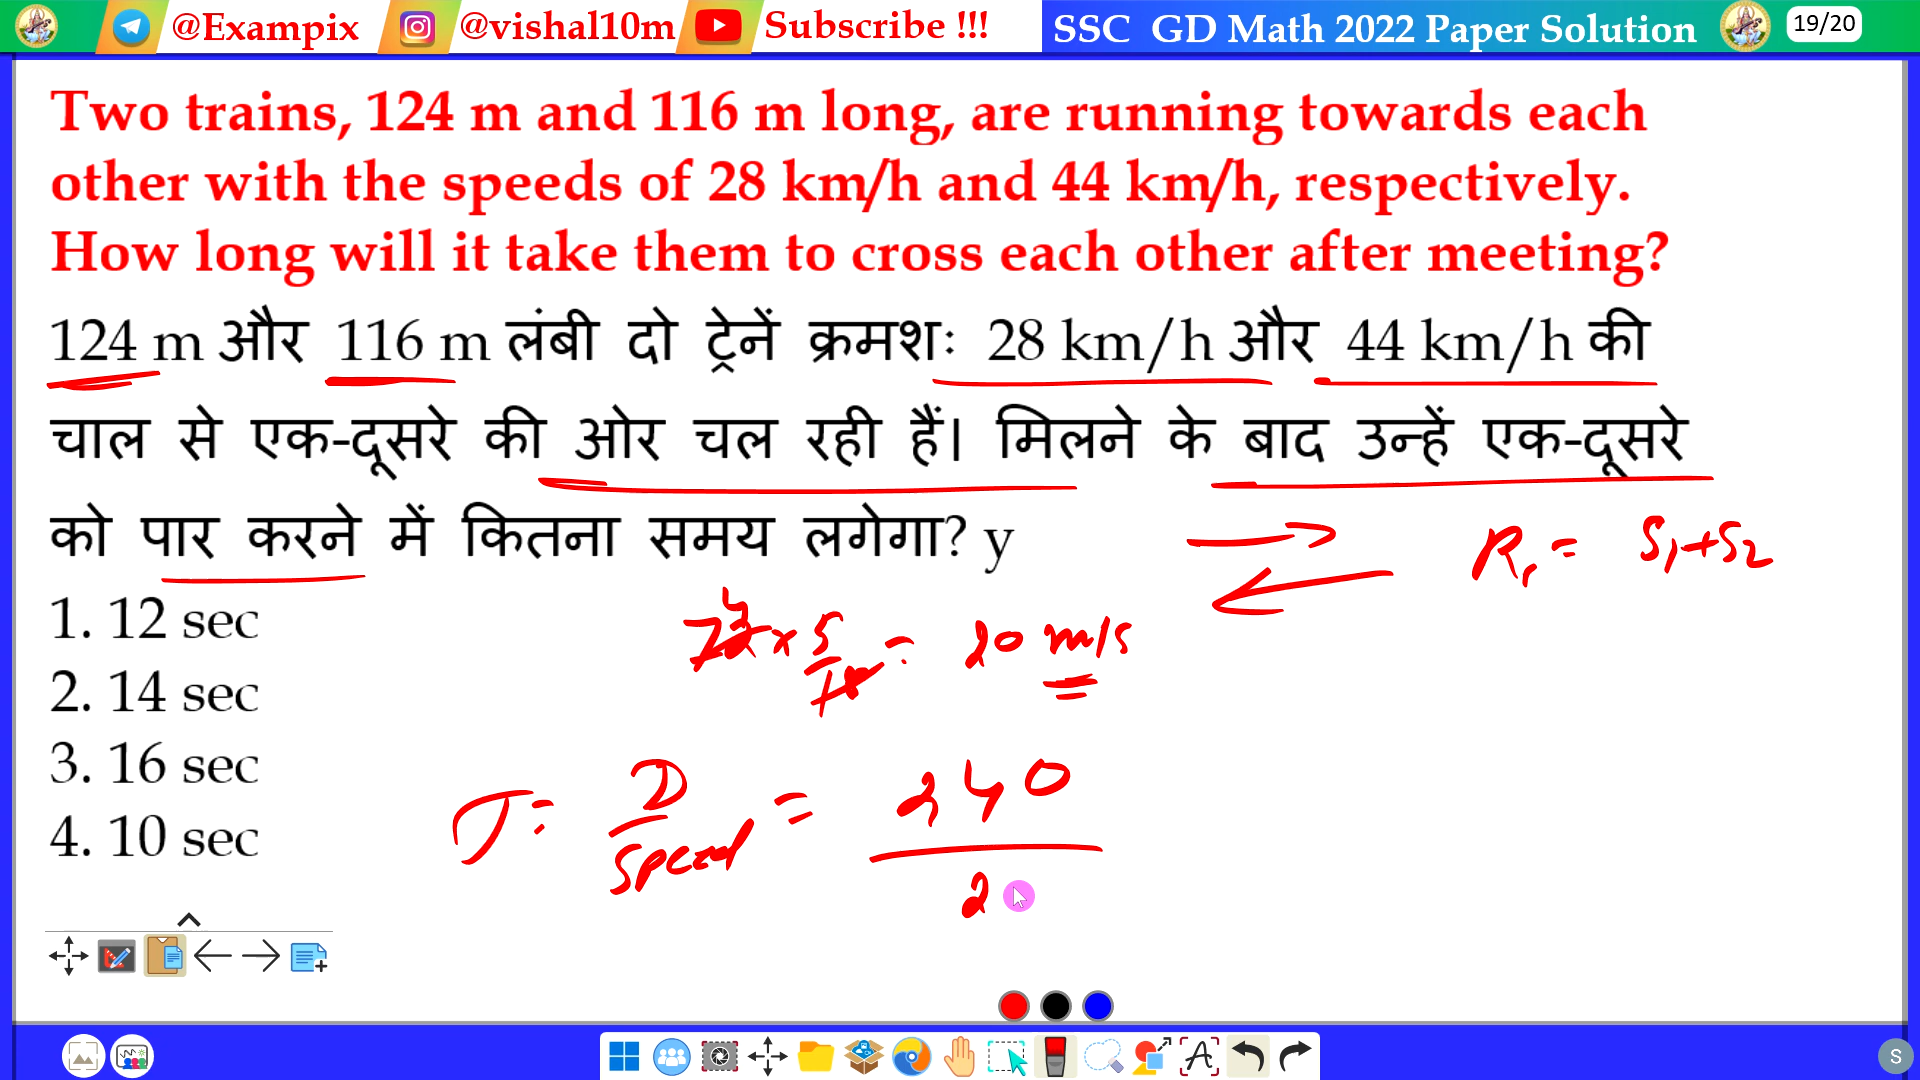 @Exampix @vishal10m Subscribe !!! SSC GD Math 2022 Paper Solution 19/20
Two trains, 124 m and 116 m long, are running towards each
other with the speeds of 28 km/h and 44 km/h, respectively.
How long will it take them to cross each other after meeting?
124 m और 116 m लंबी दो ट्रेनें क्रमशः 28 km/h और 44 km/h की
चाल से एक-दूसरे की ओर चल रही हैं। मिलने के बाद उन्हें एक-दूसरे
को पार करने में कितना समय लगेगा? y
R, = S1+S2
1. 12 sec
4
72 x 5/18 = 20 m/s
2. 14 sec
3. 16 sec
T = D/Speed = 240/2
4. 10 sec
A
S